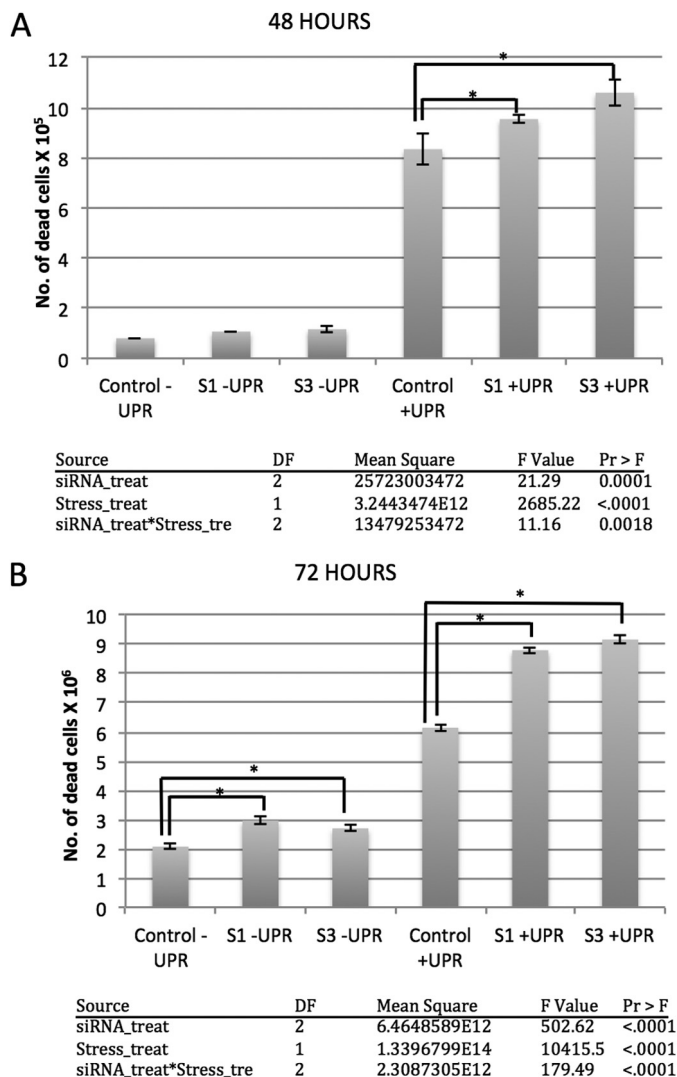 A
48 HOURS
No. of dead cells X 10⁵
12
10
8
6
4
2
0
*
*
Control -UPR
S1 -UPR
S3 -UPR
Control +UPR
S1 +UPR
S3 +UPR
Source DF Mean Square F Value Pr > F
siRNA_treat 2 25723003472 21.29 0.0001
Stress_treat 1 3.2443474E12 2685.22 <.0001
siRNA_treat*Stress_tre 2 13479253472 11.16 0.0018
B
72 HOURS
No. of dead cells X 10⁶
10
9
8
7
6
5
4
3
2
1
0
*
*
*
*
Control -UPR
S1 -UPR
S3 -UPR
Control +UPR
S1 +UPR
S3 +UPR
Source DF Mean Square F Value Pr > F
siRNA_treat 2 6.4648589E12 502.62 <.0001
Stress_treat 1 1.3396799E14 10415.5 <.0001
siRNA_treat*Stress_tre 2 2.3087305E12 179.49 <.0001